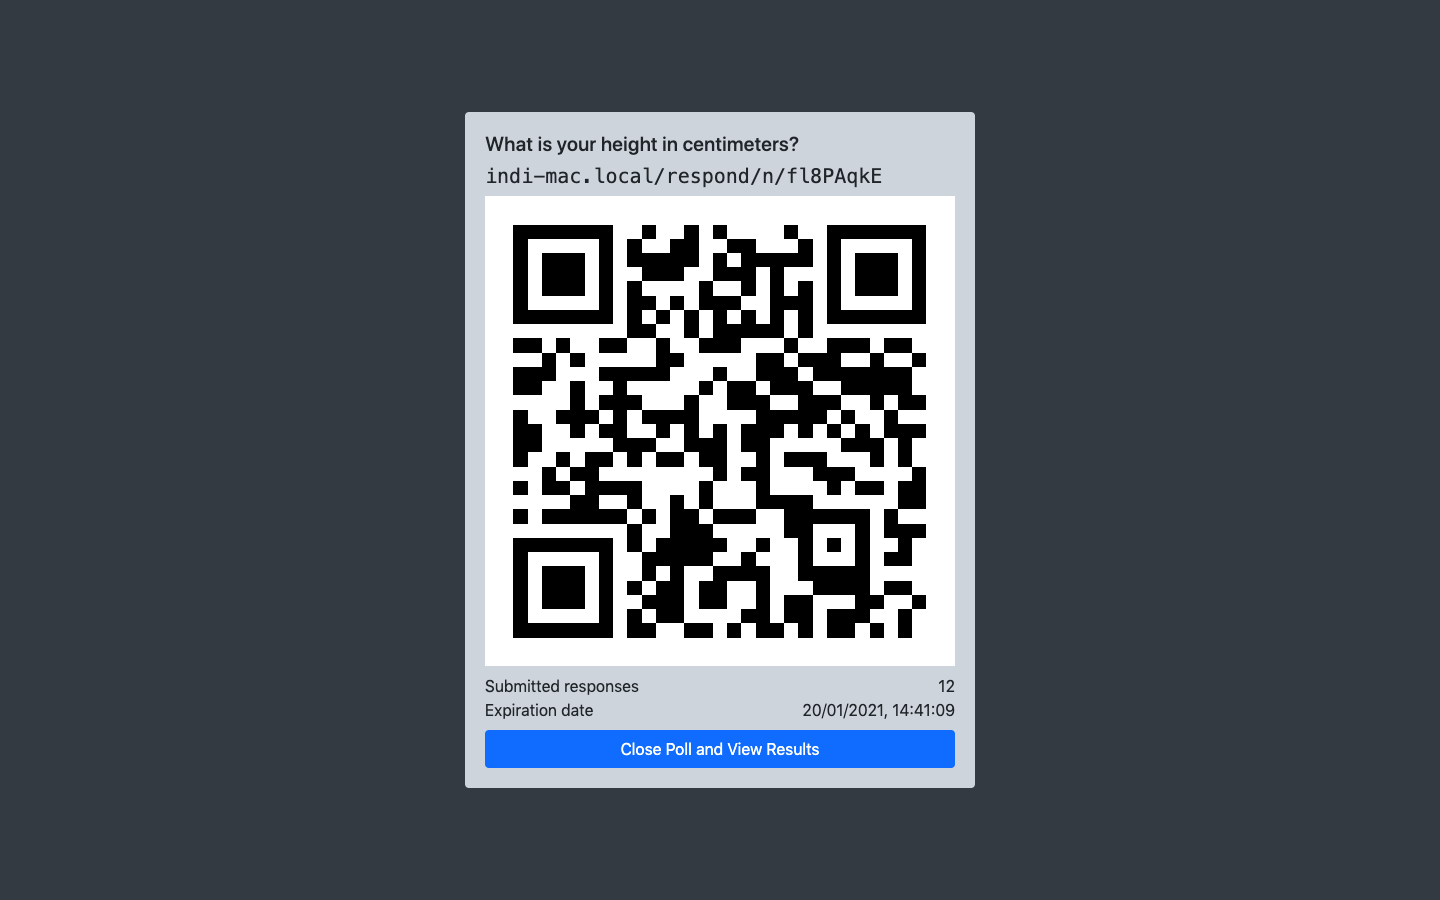 What is your height in centimeters?
indi-mac.local/respond/n/fl8PAqkE
Submitted responses 12
Expiration date 20/01/2021, 14:41:09
Close Poll and View Results